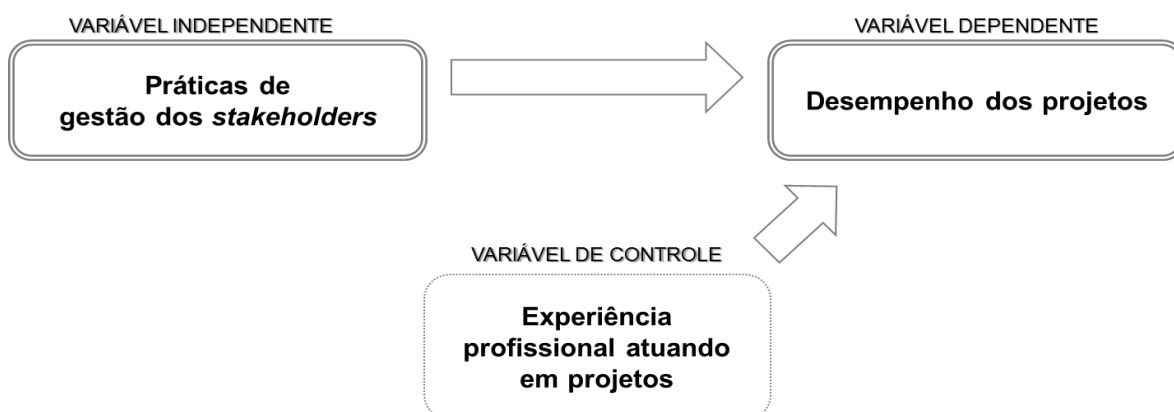 VARIÁVEL INDEPENDENTE
Práticas de
gestão dos stakeholders
VARIÁVEL DEPENDENTE
Desempenho dos projetos
VARIÁVEL DE CONTROLE
Experiência
profissional atuando
em projetos